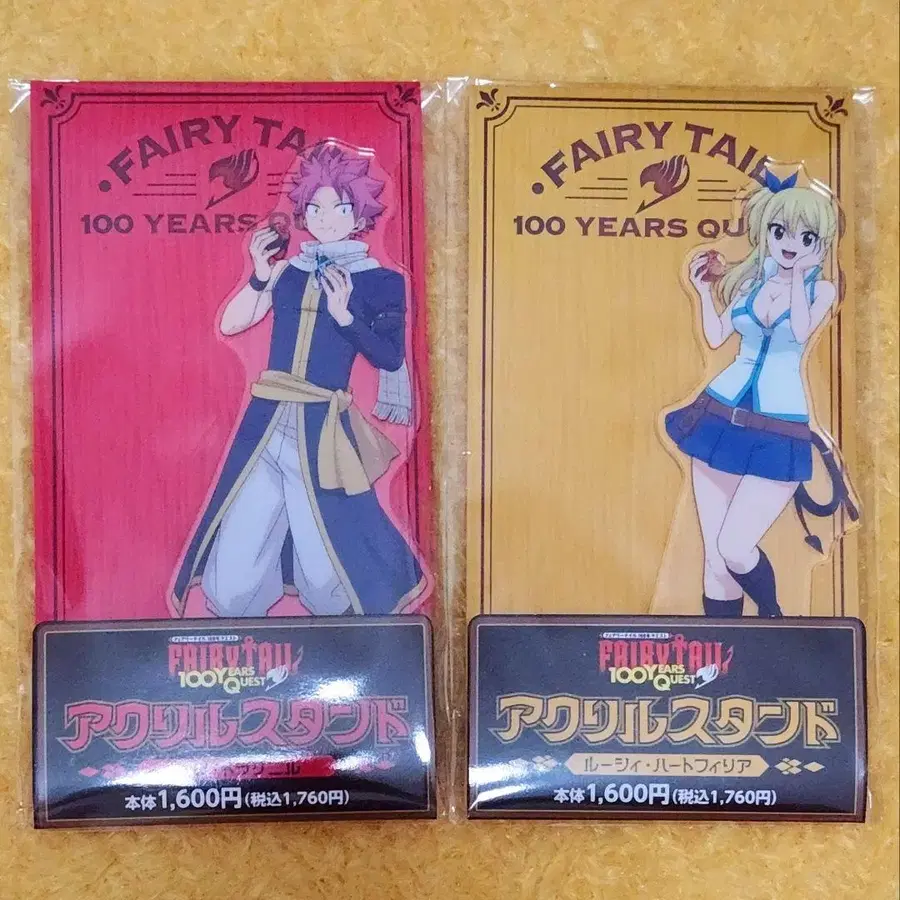 FAIRY TAIL
100 YEARS QU
FAIRY TAIL
100 YEARS QU
FAIRY TAIL
100 YEARS
QUEST
アクリルスタンド
本体1,600円(税込1,760円)
FAIRY TAIL
100 YEARS
QUEST
アクリルスタンド
ルーシィ・ハートフィリア
本体1,600円(税込1,760円)